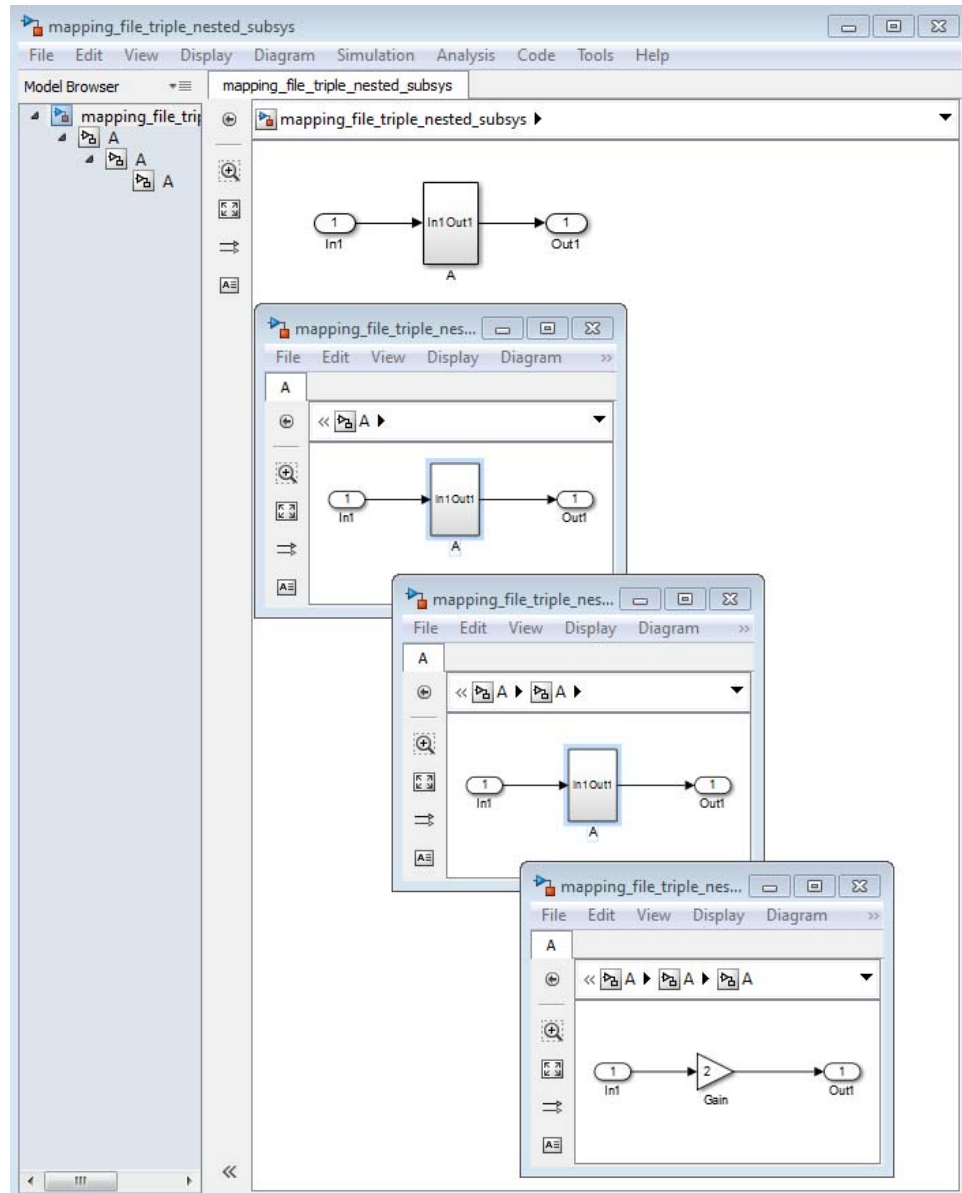 mapping_file_triple_nested_subsys
File Edit View Display Diagram Simulation Analysis Code Tools Help
Model Browser
mapping_file_triple_nested_subsys
mapping_file_trip
A
A
A
mapping_file_triple_nested_subsys
1
In1
In1 Out1
A
1
Out1
mapping_file_triple_nes...
File Edit View Display Diagram »
A
« A
1
In1
In1 Out1
A
1
Out1
mapping_file_triple_nes...
File Edit View Display Diagram »
A
« A A
1
In1
In1 Out1
A
1
Out1
mapping_file_triple_nes...
File Edit View Display Diagram »
A
« A A A
1
In1
2
Gain
1
Out1
«